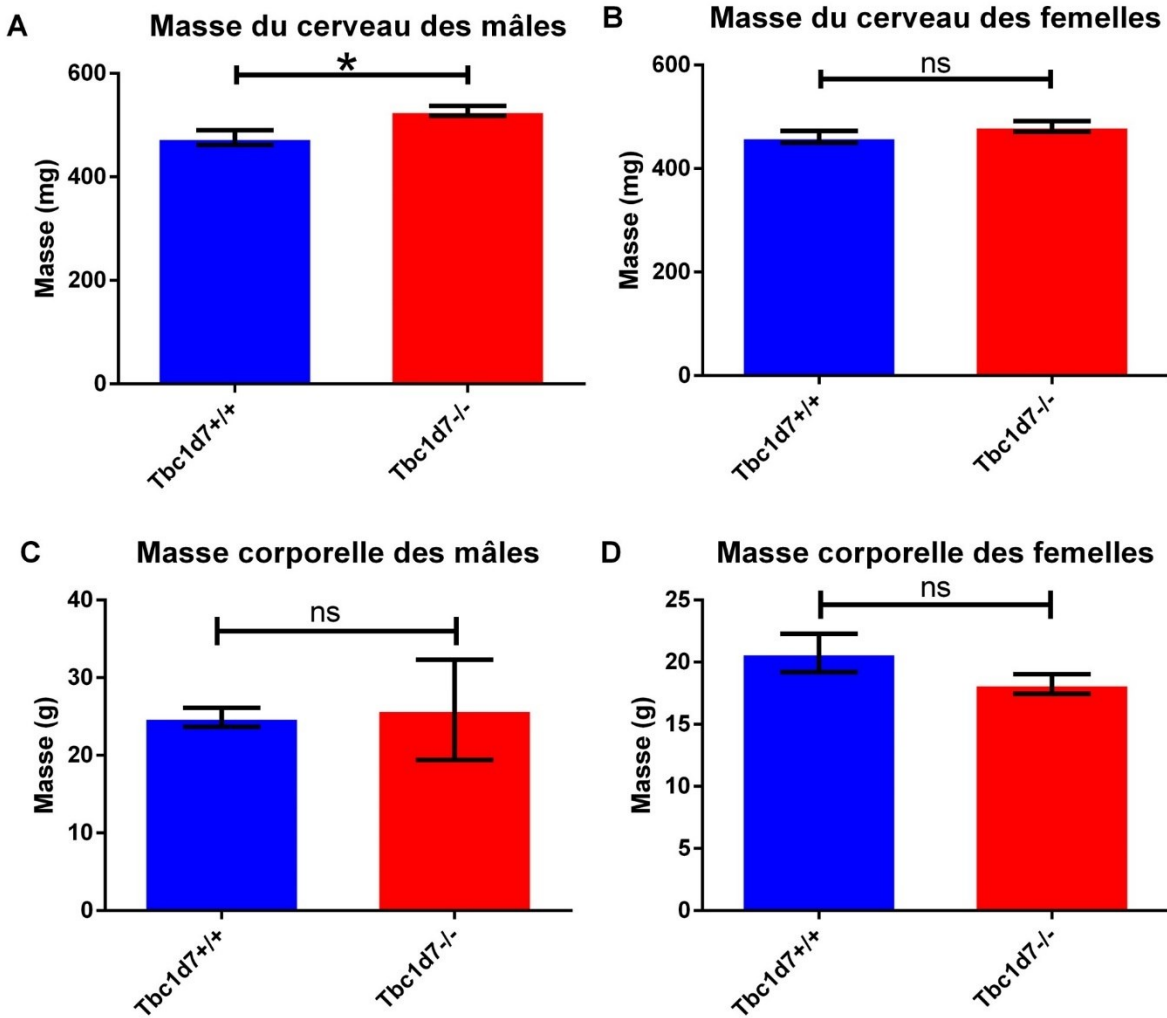 A
Masse du cerveau des mâles
Masse (mg)
600
400
200
0
*
Tbc1d7+/+
Tbc1d7-/-
B
Masse du cerveau des femelles
Masse (mg)
600
400
200
0
ns
Tbc1d7+/+
Tbc1d7-/-
C
Masse corporelle des mâles
Masse (g)
40
30
20
10
0
ns
Tbc1d7+/+
Tbc1d7-/-
D
Masse corporelle des femelles
Masse (g)
25
20
15
10
5
0
ns
Tbc1d7+/+
Tbc1d7-/-